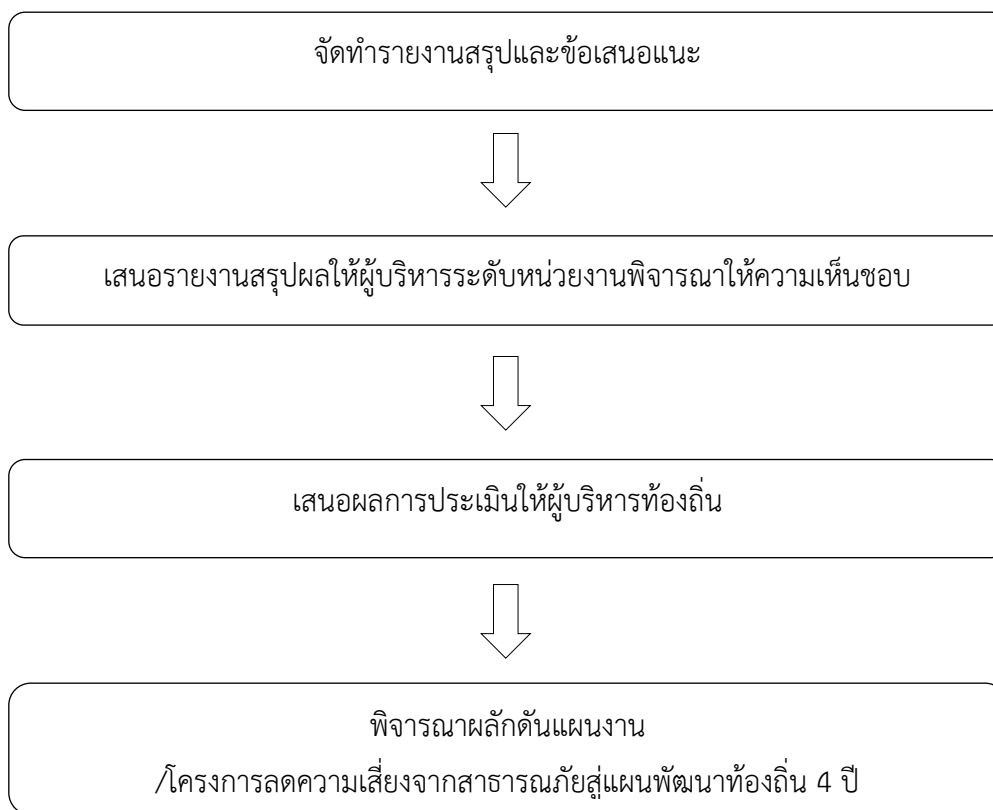 จัดทำรายงานสรุปและข้อเสนอแนะ
เสนอรายงานสรุปผลให้ผู้บริหารระดับหน่วยงานพิจารณาให้ความเห็นชอบ
เสนอผลการประเมินให้ผู้บริหารท้องถิ่น
พิจารณาผลักดันแผนงาน
/โครงการลดความเสี่ยงจากสาธารณภัยสู่แผนพัฒนาท้องถิ่น 4 ปี